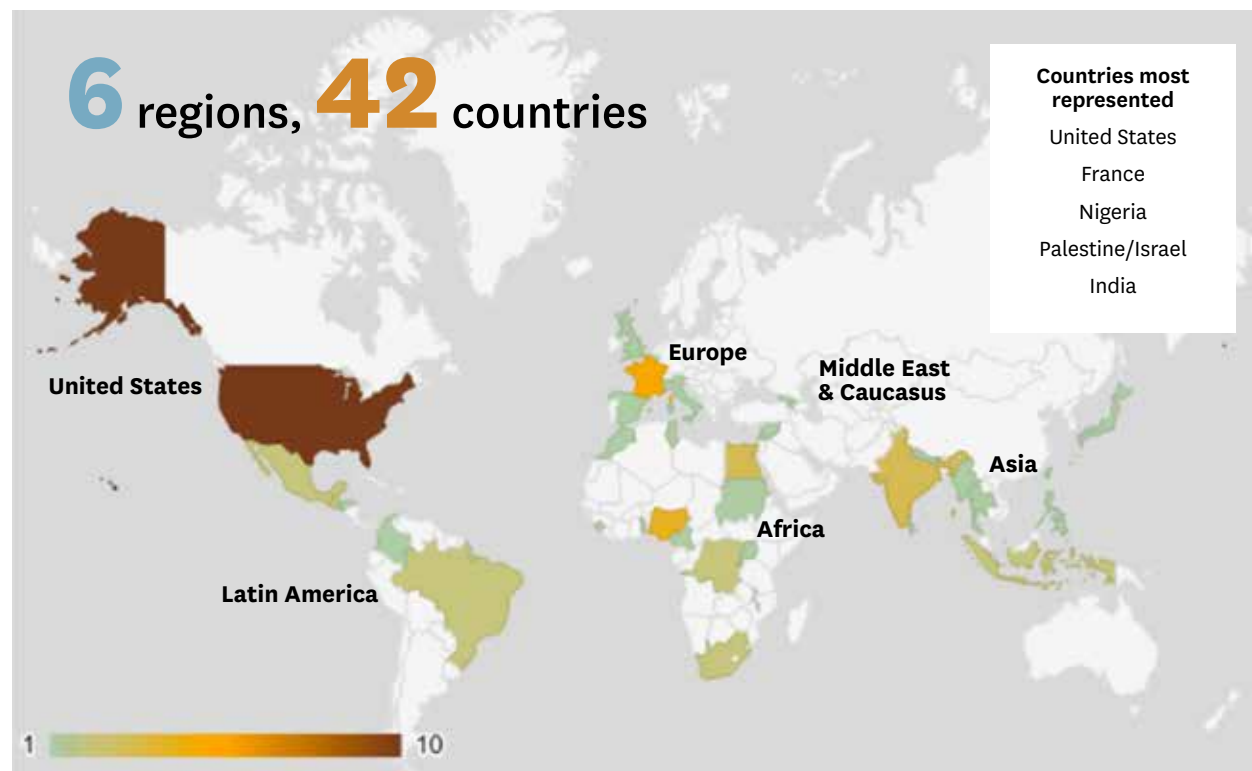 6 regions, 42 countries
Countries most
represented
United States
France
Nigeria
Palestine/Israel
India
Europe
Middle East
& Caucasus
United States
Asia
Africa
Latin America
1
10